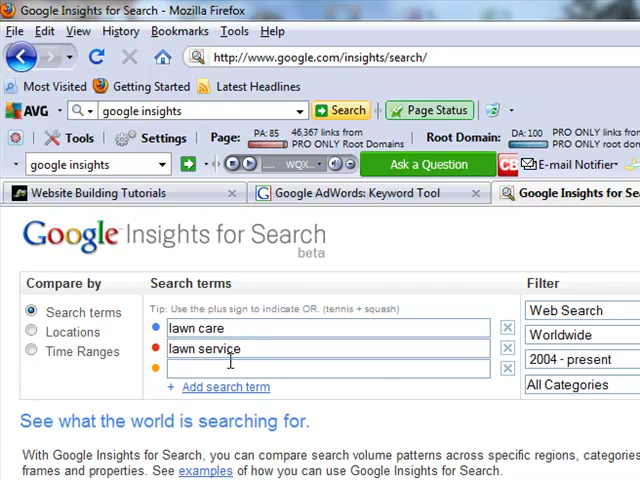 Google Insights for Search - Mozilla Firefox
File Edit View History Bookmarks Tools Help
http://www.google.com/insights/search/
Most Visited Getting Started Latest Headlines
AVG google insights Search Page Status
Tools Settings Page: PA: 85 46,367 links from PRO ONLY Root Domains Root Domain: DA: 100 PRO ONLY links from
PRO ONLY root
google insights WQX... Ask a Question CB E-mail Notifier
Website Building Tutorials Google AdWords: Keyword Tool Google Insights for Sea
Google™ Insights for Search
beta
Compare by Search terms Filter
Tip: Use the plus sign to indicate OR. (tennis + squash)
Search terms lawn care Web Search
Locations lawn service Worldwide
Time Ranges 2004 - present
+ Add search term All Categories
See what the world is searching for.
With Google Insights for Search, you can compare search volume patterns across specific regions, categories
frames and properties. See examples of how you can use Google Insights for Search.